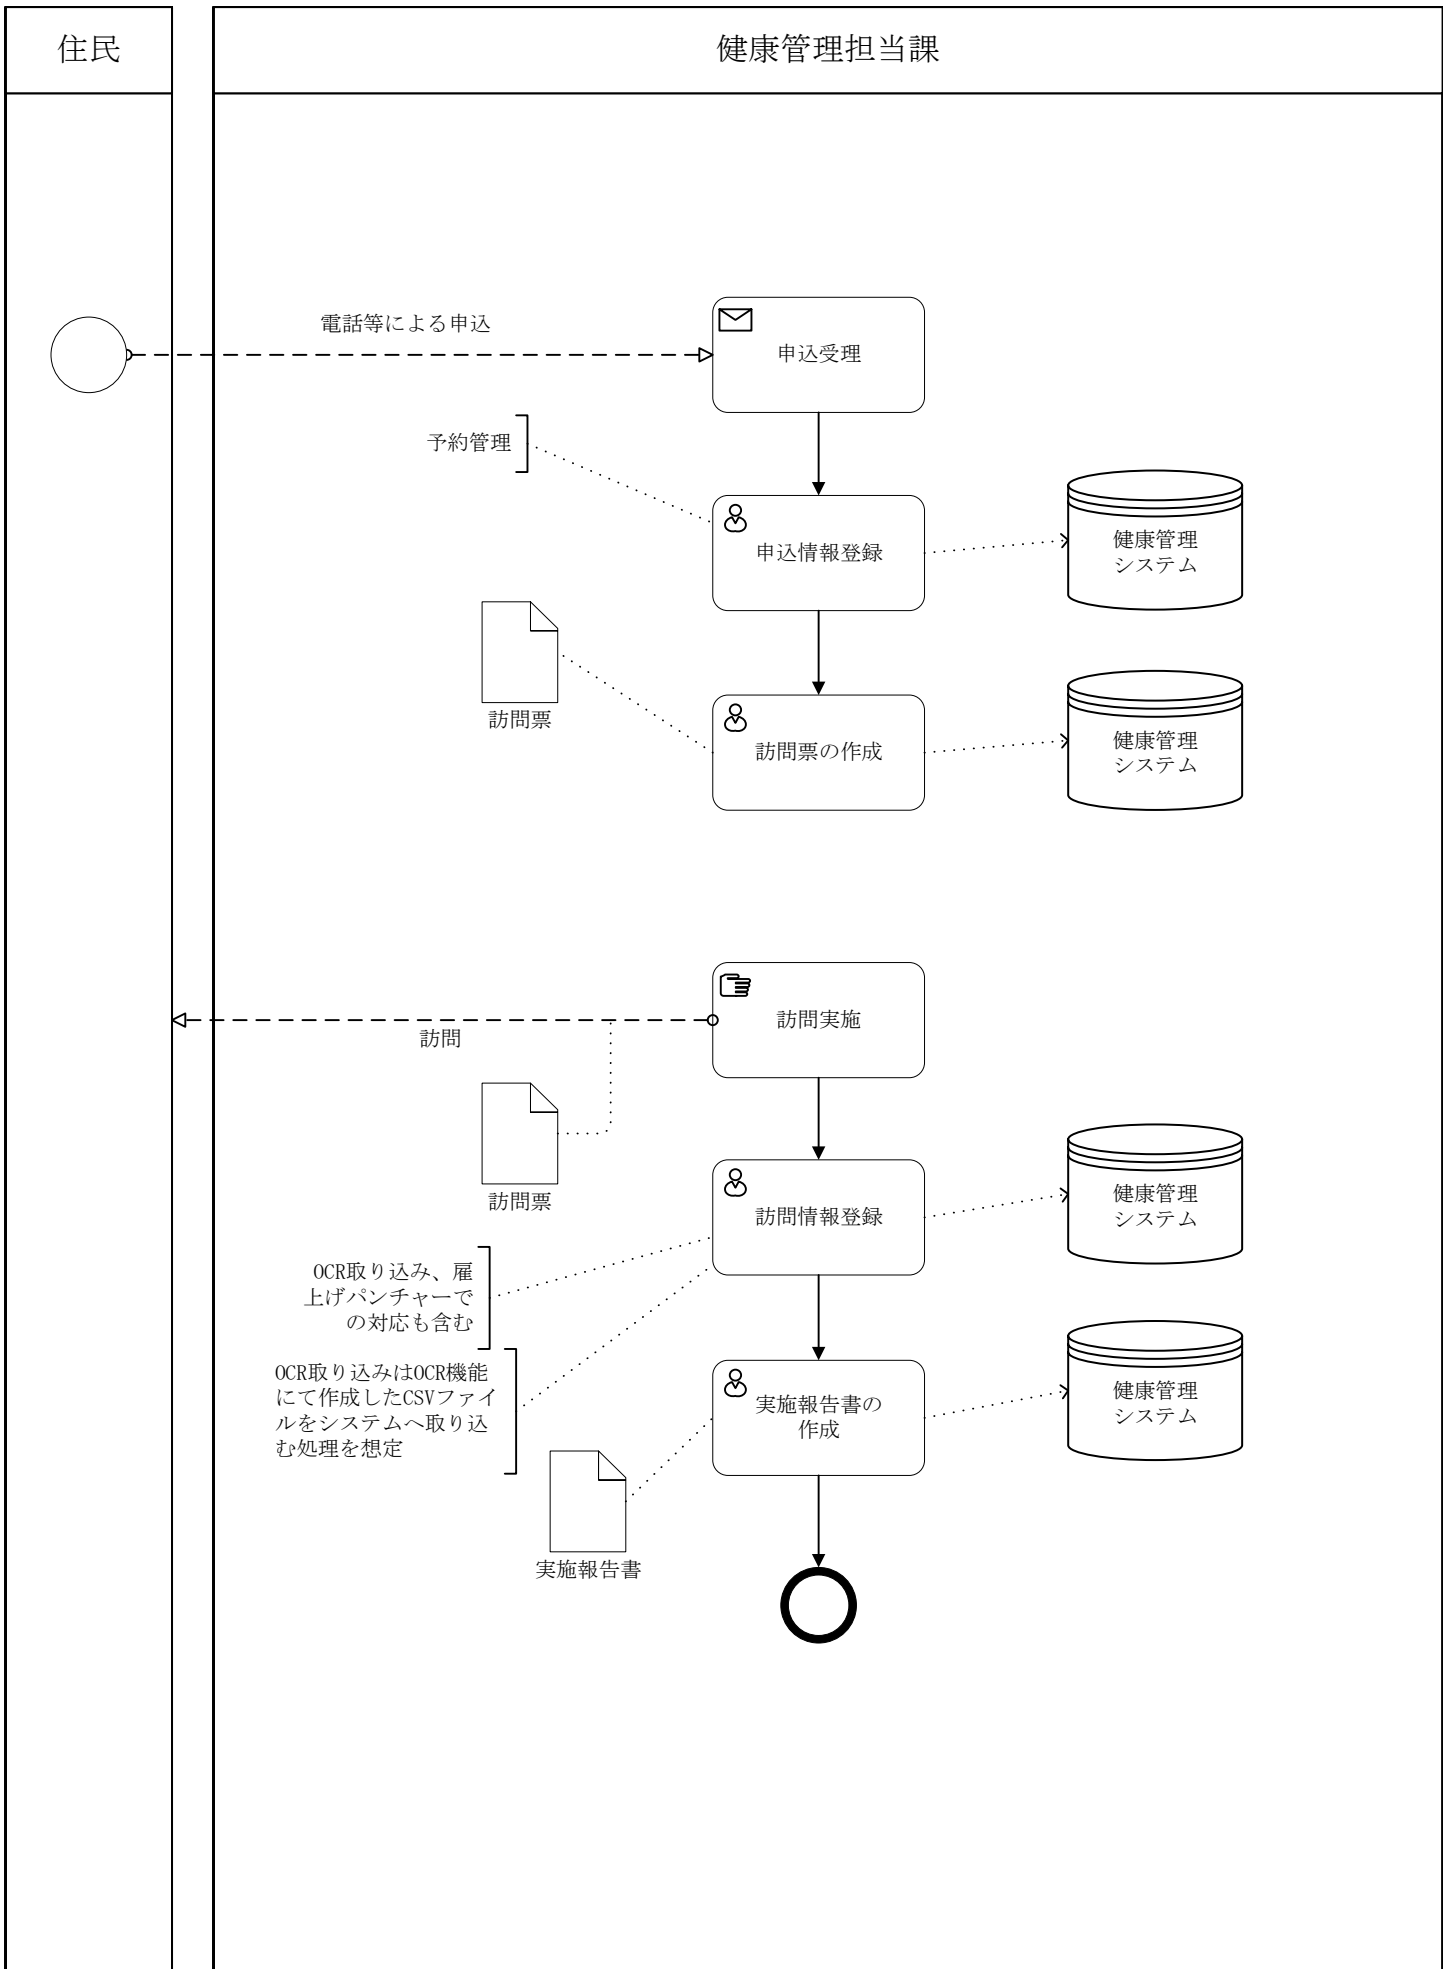 住民
健康管理担当課
電話等による申込
申込受理
予約管理
申込情報登録
健康管理
システム
訪問票
訪問票の作成
健康管理
システム
訪問実施
訪問
訪問票
訪問情報登録
健康管理
システム
OCR取り込み、雇
上げパンチャーで
の対応も含む
OCR取り込みはOCR機能
にて作成したCSVファイ
ルをシステムへ取り込
む処理を想定
実施報告書の
作成
健康管理
システム
実施報告書